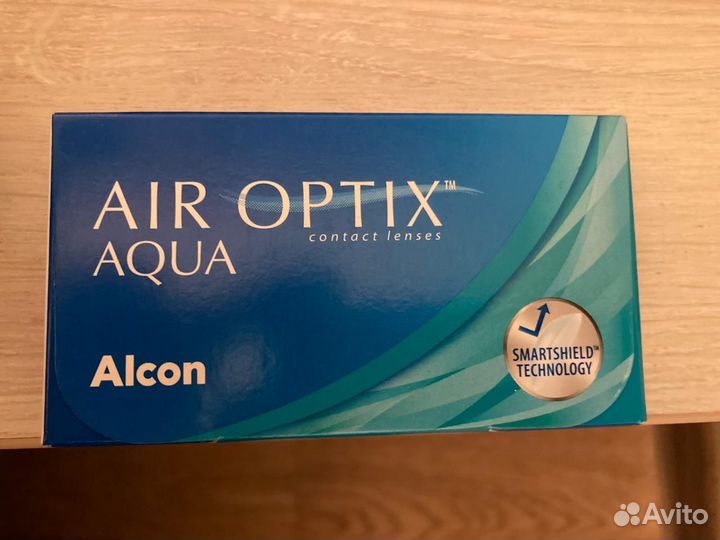 AIR OPTIX™
contact lenses
AQUA
Alcon
SMARTSHIELD™
TECHNOLOGY
Avito